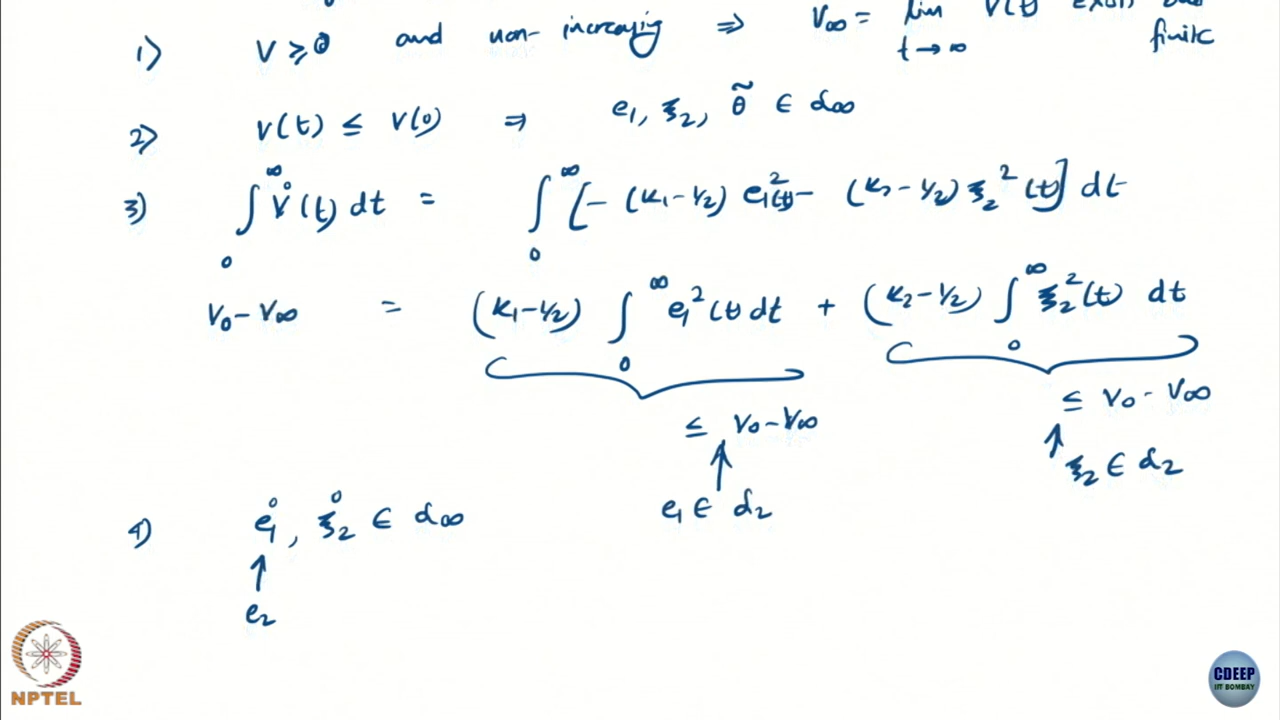 1) V ≥ 0 and non-increasing ⇒ V∞ = lim t→∞ V(t) finite
2) V(t) ≤ V(0) ⇒ e₁, ξ₂, θ̃ ∈ L∞
3) ∫₀^∞ V̇(t) dt = ∫₀^∞ [- (k₁-1/2) e₁²(t) - (k₂-1/2) ξ₂²(t)] dt
V₀ - V∞ = (k₁-1/2) ∫₀^∞ e₁²(t) dt + (k₂-1/2) ∫₀^∞ ξ₂²(t) dt
≤ V₀ - V∞ ≤ V₀ - V∞
↑ e₁ ∈ L₂ ↑ ξ₂ ∈ L₂
4) ė₁, ξ̇₂ ∈ L∞
↑
e₂
NPTEL
CDEEP
IIT BOMBAY